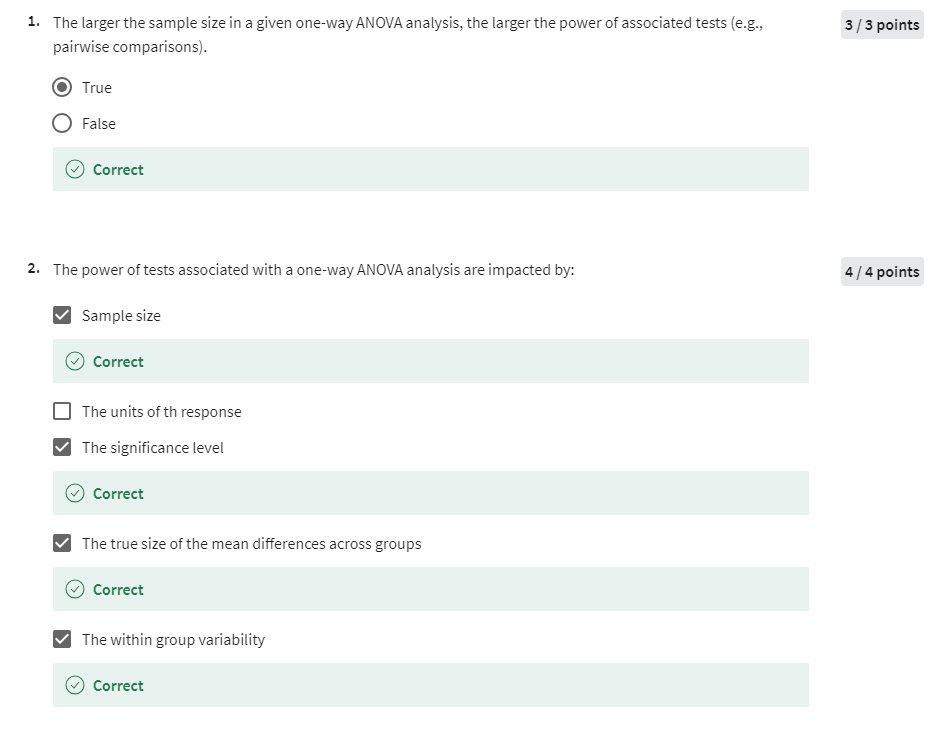 1. The larger the sample size in a given one-way ANOVA analysis, the larger the power of associated tests (e.g.,
pairwise comparisons).
3 / 3 points
True
False
Correct
2. The power of tests associated with a one-way ANOVA analysis are impacted by:
4 / 4 points
Sample size
Correct
The units of th response
The significance level
Correct
The true size of the mean differences across groups
Correct
The within group variability
Correct